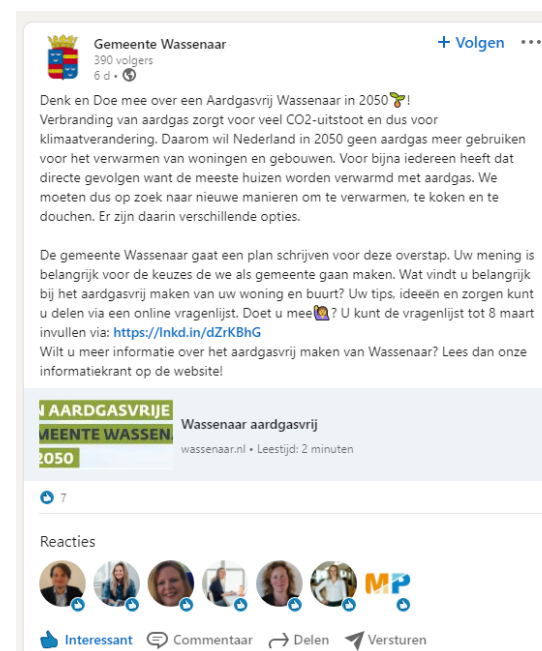 Gemeente Wassenaar
+ Volgen ...
390 volgers
6 d •
Denk en Doe mee over een Aardgasvrij Wassenaar in 2050🌱!
Verbranding van aardgas zorgt voor veel CO2-uitstoot en dus voor
klimaatverandering. Daarom wil Nederland in 2050 geen aardgas meer gebruiken
voor het verwarmen van woningen en gebouwen. Voor bijna iedereen heeft dat
directe gevolgen want de meeste huizen worden verwarmd met aardgas. We
moeten dus op zoek naar nieuwe manieren om te verwarmen, te koken en te
douchen. Er zijn daarin verschillende opties.
De gemeente Wassenaar gaat een plan schrijven voor deze overstap. Uw mening is
belangrijk voor de keuzes de we als gemeente gaan maken. Wat vindt u belangrijk
bij het aardgasvrij maken van uw woning en buurt? Uw tips, ideeën en zorgen kunt
u delen via een online vragenlijst. Doet u mee🙋? U kunt de vragenlijst tot 8 maart
invullen via: https://lnkd.in/dZrKBhG
Wilt u meer informatie over het aardgasvrij maken van Wassenaar? Lees dan onze
informatiekrant op de website!
N AARDGASVRIJE
MEENTE WASSEN
2050
Wassenaar aardgasvrij
wassenaar.nl • Leestijd: 2 minuten
7
Reacties
MP
Interessant Commentaar Delen Versturen